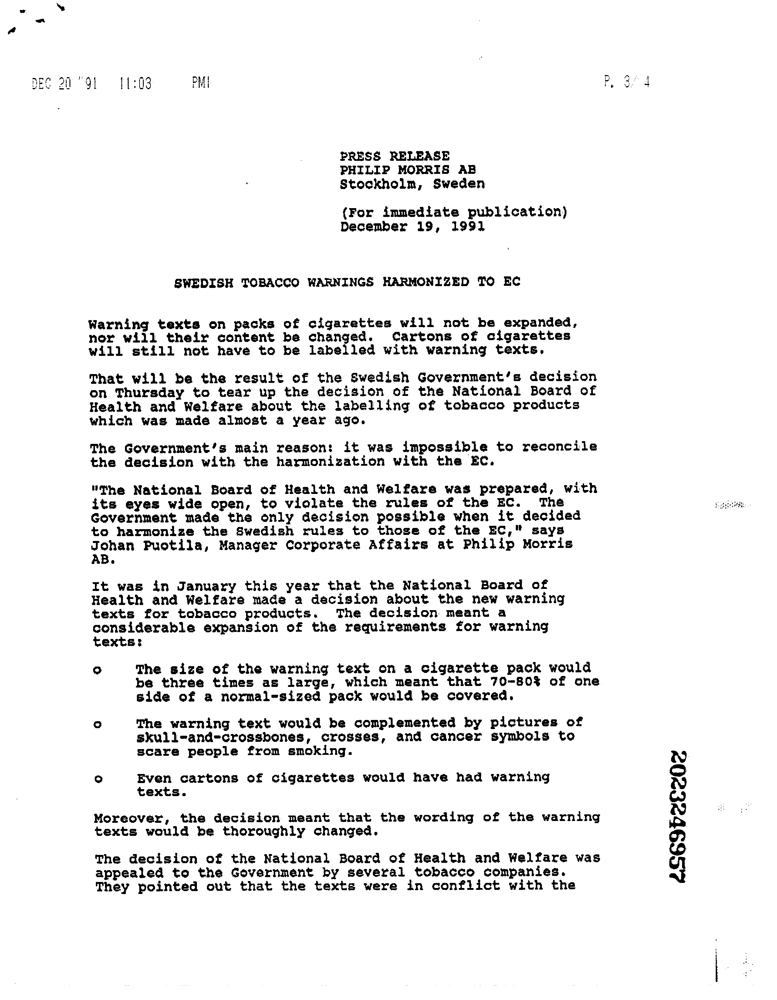 DEC 20 '91 11:03 PMI P. 3/4
PRESS RELEASE
PHILIP MORRIS AB
Stockholm, Sweden
(For immediate publication)
December 19, 1991
SWEDISH TOBACCO WARNINGS HARMONIZED TO EC
Warning texts on packs of cigarettes will not be expanded,
nor will their content be changed. Cartons of cigarettes
will still not have to be labelled with warning texts.
That will be the result of the Swedish Government's decision
on Thursday to tear up the decision of the National Board of
Health and Welfare about the labelling of tobacco products
which was made almost a year ago.
The Government's main reason: it was impossible to reconcile
the decision with the harmonization with the EC.
"The National Board of Health and Welfare was prepared, with
its eyes wide open, to violate the rules of the EC. The
Government made the only decision possible when it decided
to harmonize the Swedish rules to those of the EC," says
Johan Puotila, Manager Corporate Affairs at Philip Morris
AB.
It was in January this year that the National Board of
Health and Welfare made a decision about the new warning
texts for tobacco products. The decision meant a
considerable expansion of the requirements for warning
texts:
o The size of the warning text on a cigarette pack would
be three times as large, which meant that 70-80% of one
side of a normal-sized pack would be covered.
o The warning text would be complemented by pictures of
skull-and-crossbones, crosses, and cancer symbols to
scare people from smoking.
o Even cartons of cigarettes would have had warning
texts.
Moreover, the decision meant that the wording of the warning
texts would be thoroughly changed.
The decision of the National Board of Health and Welfare was
appealed to the Government by several tobacco companies.
They pointed out that the texts were in conflict with the
2023246957